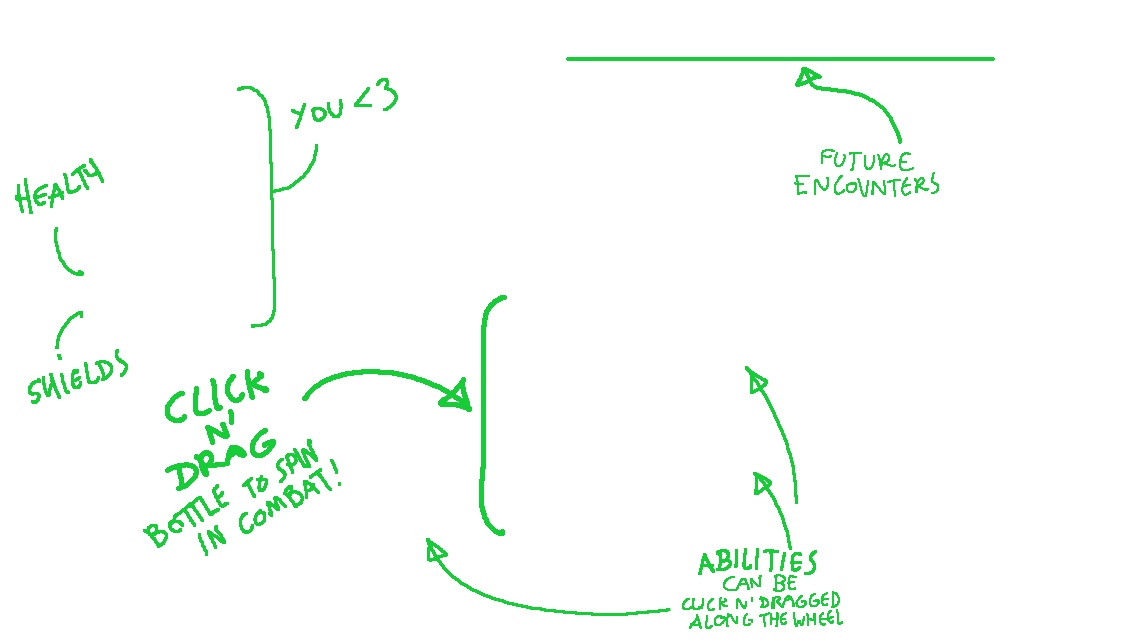 YOU <3
FUTURE
ENCOUNTERS
HEALTH
SHIELDS
CLICK
N'
DRAG
BOTTLE TO SPIN
IN COMBAT!
ABILITIES
CAN BE
CLICK N' DRAGGED
ALONG THE WHEEL